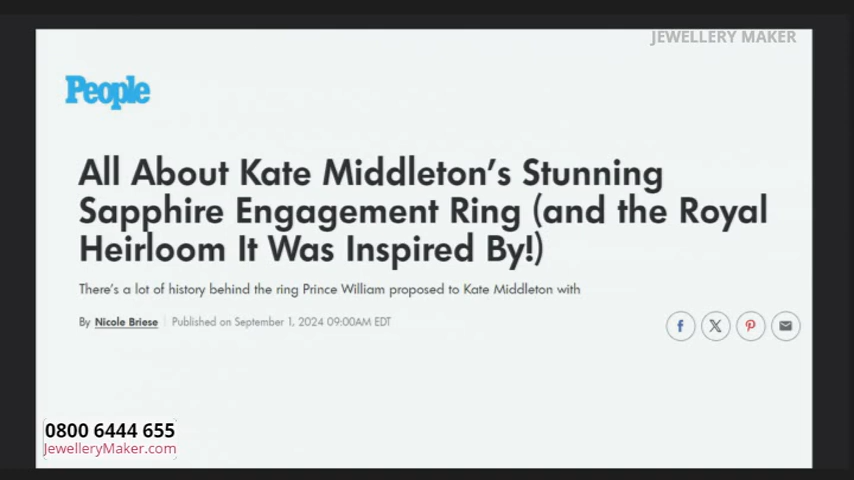 JEWELLERY MAKER
People
All About Kate Middleton's Stunning
Sapphire Engagement Ring (and the Royal
Heirloom It Was Inspired By!)
There's a lot of history behind the ring Prince William proposed to Kate Middleton with
By Nicole Briese | Published on September 1, 2024 09:00AM EDT
0800 6444 655
JewelleryMaker.com